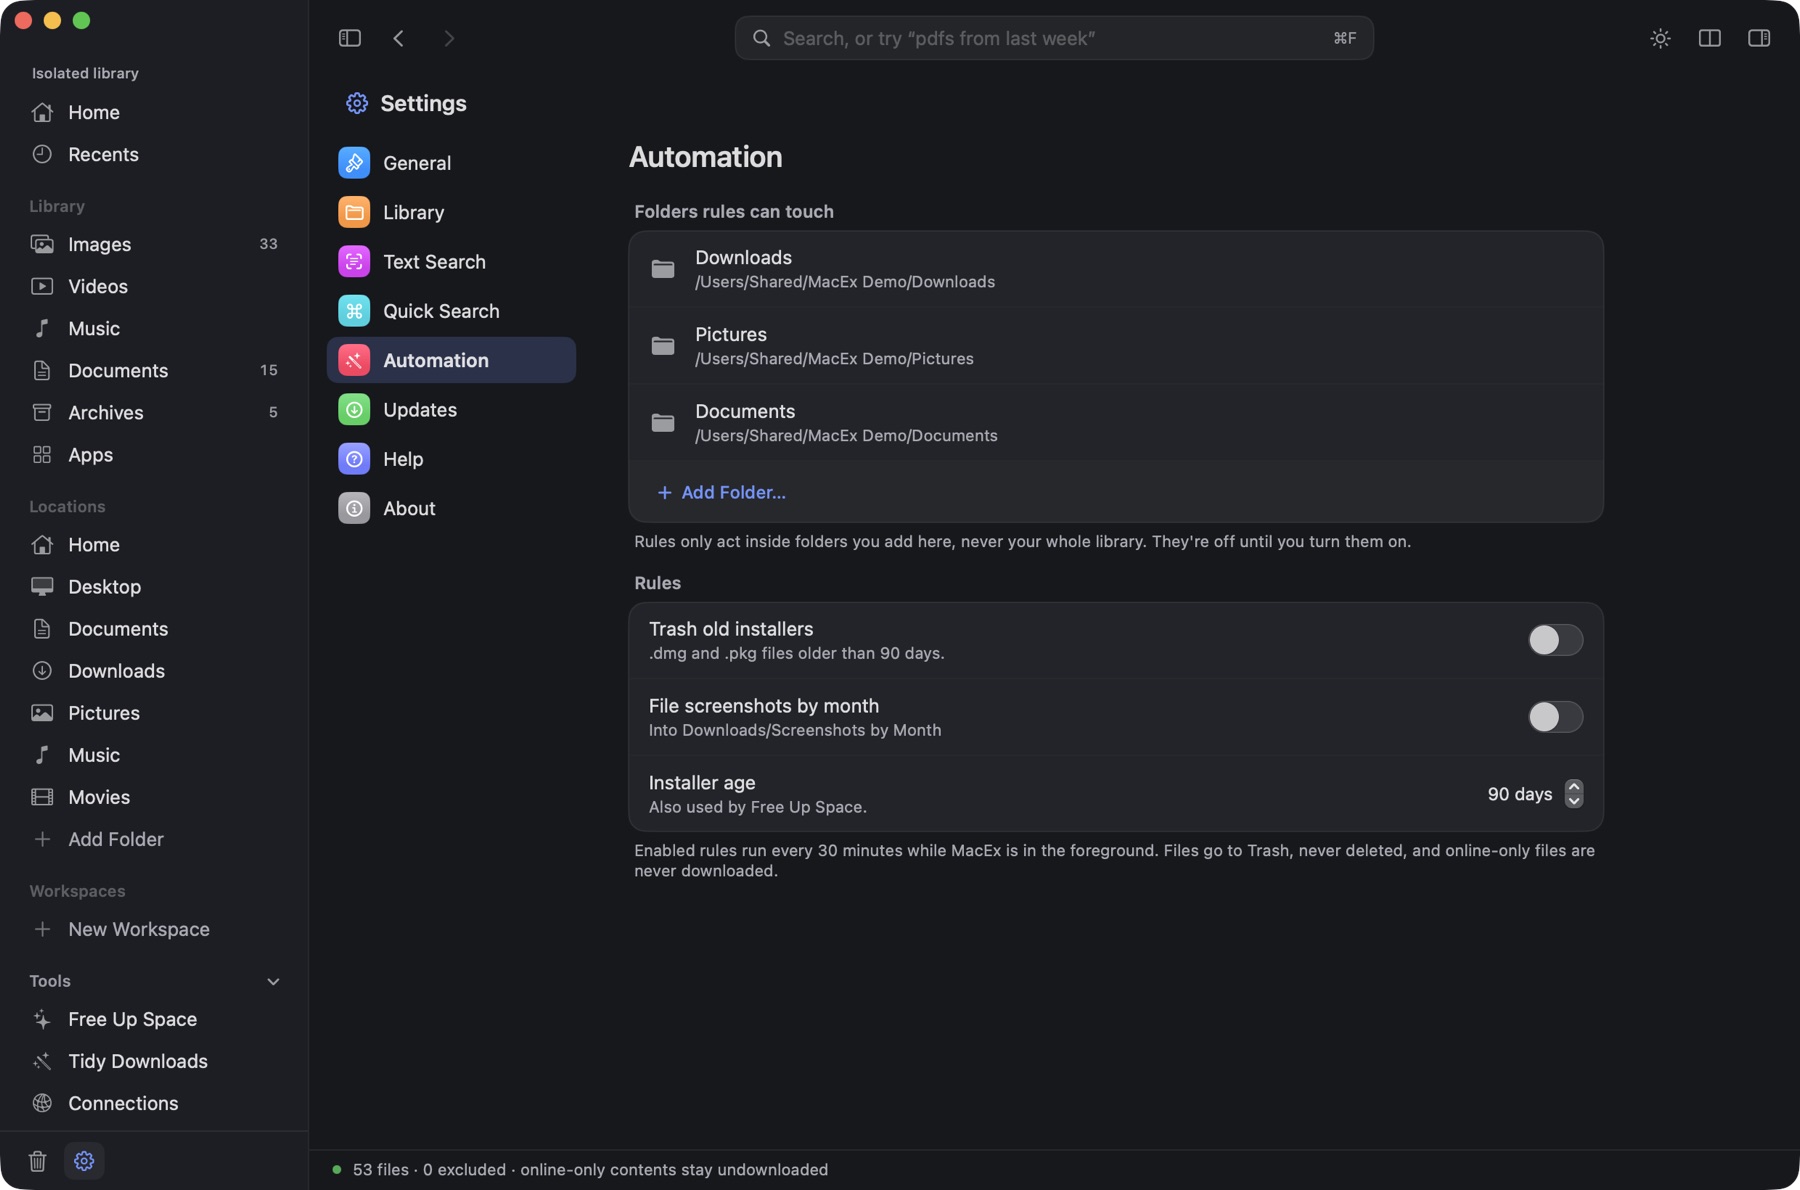 Isolated library
Home
Recents
Library
Images 33
Videos
Music
Documents 15
Archives 5
Apps
Locations
Home
Desktop
Documents
Downloads
Pictures
Music
Movies
Add Folder
Workspaces
New Workspace
Tools
Free Up Space
Tidy Downloads
Connections
Search, or try “pdfs from last week” ⌘F
Settings
General
Library
Text Search
Quick Search
Automation
Updates
Help
About
Automation
Folders rules can touch
Downloads
/Users/Shared/MacEx Demo/Downloads
Pictures
/Users/Shared/MacEx Demo/Pictures
Documents
/Users/Shared/MacEx Demo/Documents
+ Add Folder...
Rules only act inside folders you add here, never your whole library. They're off until you turn them on.
Rules
Trash old installers
.dmg and .pkg files older than 90 days.
File screenshots by month
Into Downloads/Screenshots by Month
Installer age
Also used by Free Up Space.
90 days
Enabled rules run every 30 minutes while MacEx is in the foreground. Files go to Trash, never deleted, and online-only files are
never downloaded.
53 files · 0 excluded · online-only contents stay undownloaded